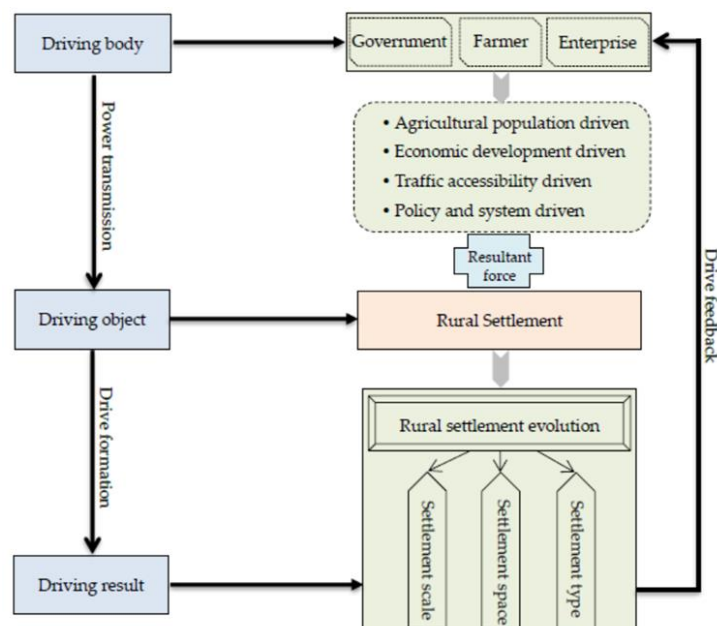 Driving body
Government
Farmer
Enterprise
Power transmission
• Agricultural population driven
• Economic development driven
• Traffic accessibility driven
• Policy and system driven
Resultant
force
Drive feedback
Driving object
Rural Settlement
Drive formation
Rural settlement evolution
Settlement scale
Settlement space
Settlement type
Driving result